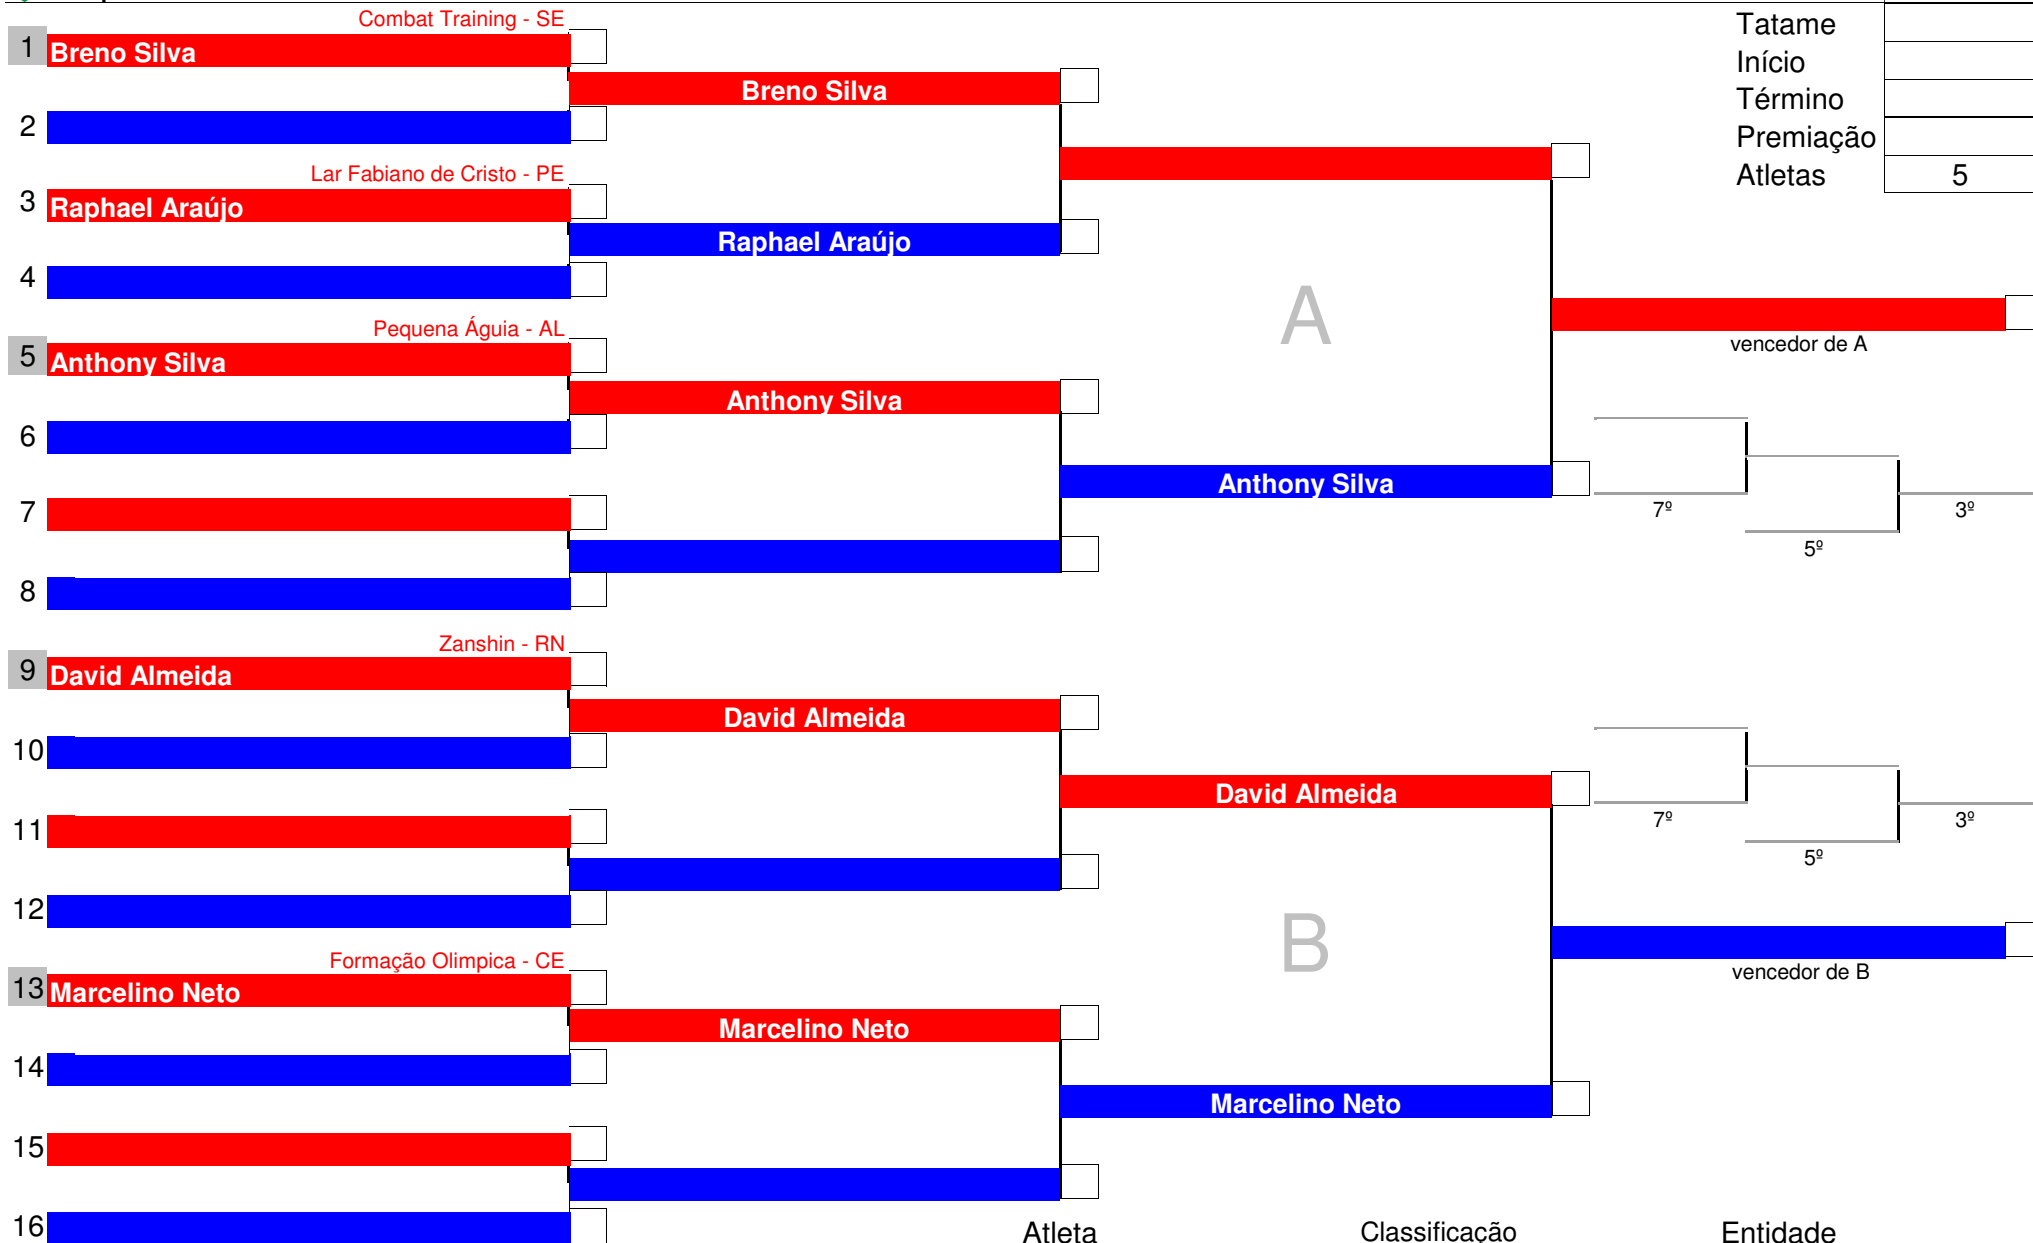 Combat Training - SE
1 Breno Silva
Breno Silva
2
Lar Fabiano de Cristo - PE
3 Raphael Araújo
Raphael Araújo
4
Pequena Águia - AL
5 Anthony Silva
Anthony Silva
6
Anthony Silva
7
8
Zanshin - RN
9 David Almeida
David Almeida
10
David Almeida
11
12
Formação Olimpica - CE
13 Marcelino Neto
Marcelino Neto
14
Marcelino Neto
15
16
A
B
Tatame
Início
Término
Premiação
Atletas 5
vencedor de A
7º
5º
3º
7º
5º
3º
vencedor de B
Atleta Classificação Entidade